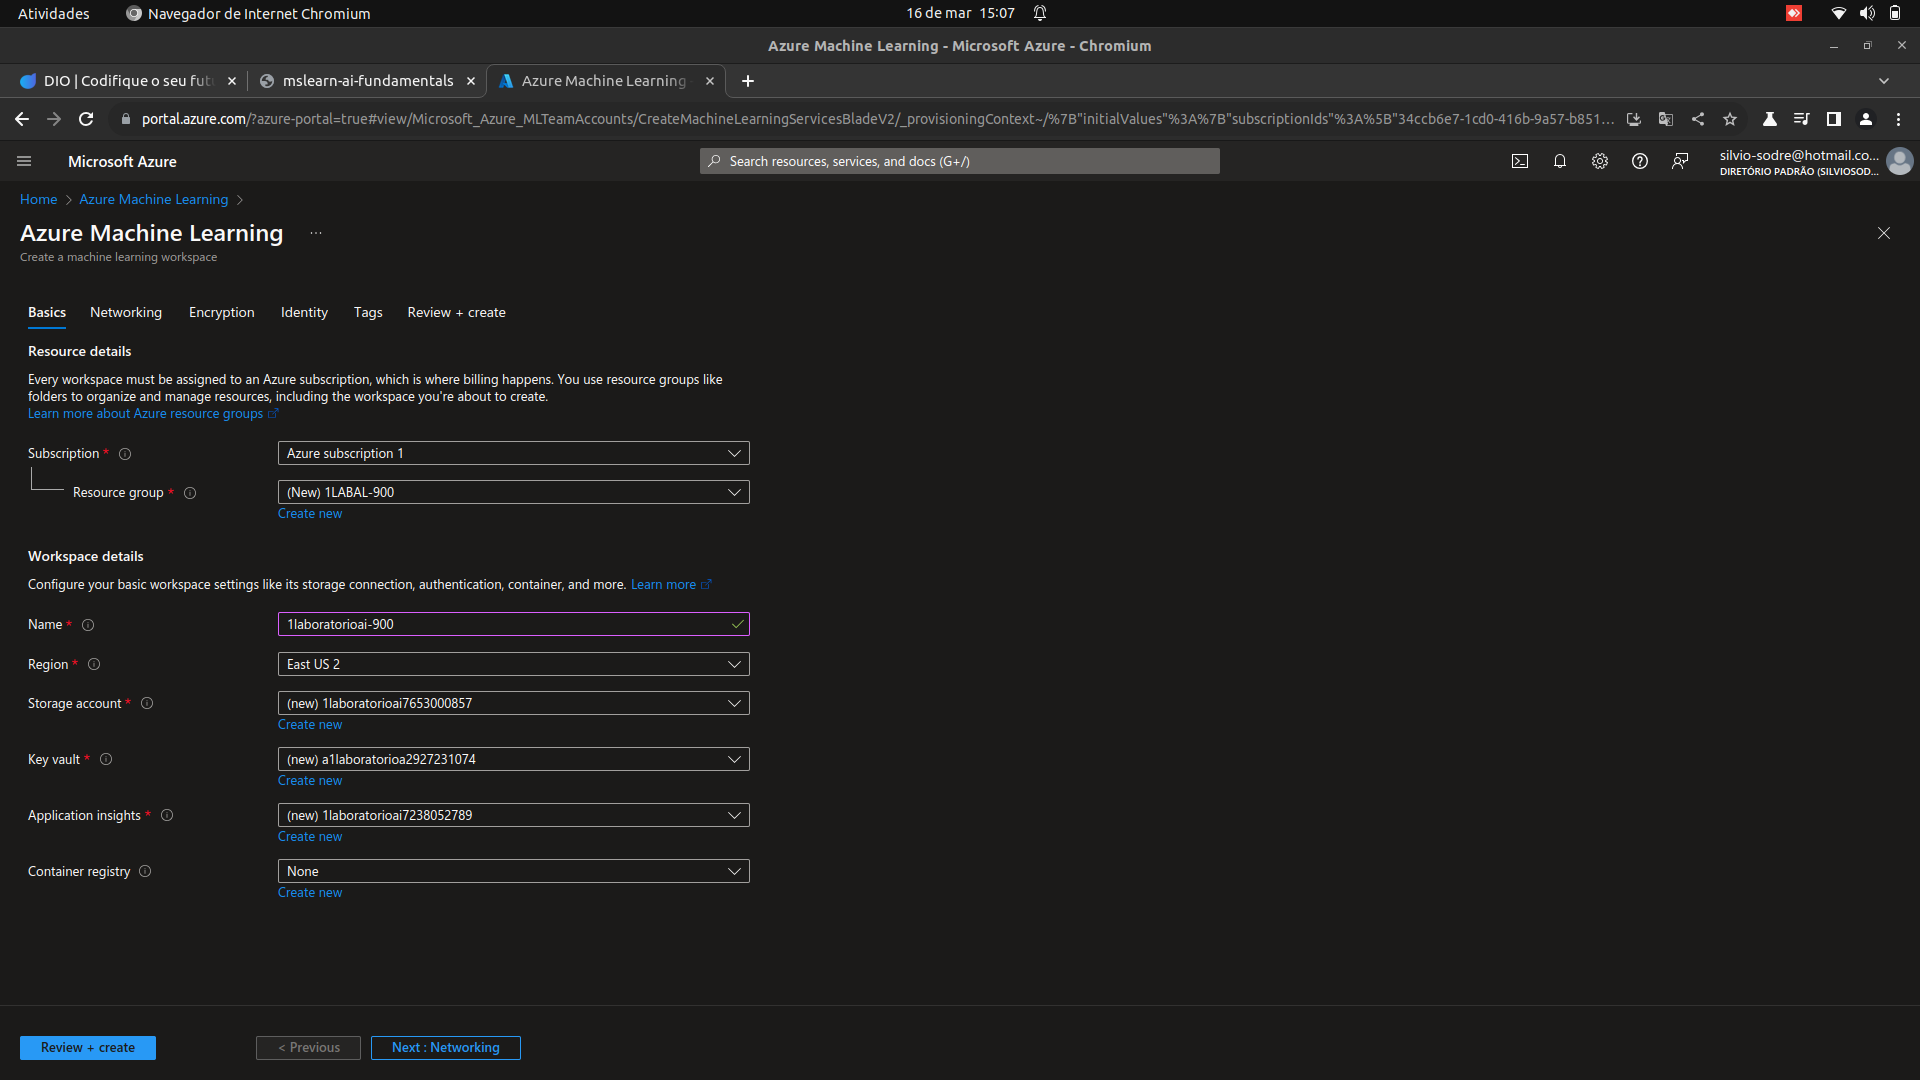 Atividades
Navegador de Internet Chromium
16 de mar 15:07
Azure Machine Learning - Microsoft Azure - Chromium
DIO | Codifique o seu fut
mslearn-ai-fundamentals
Azure Machine Learning
portal.azure.com/?azure-portal=true#view/Microsoft_Azure_MLTeamAccounts/CreateMachineLearningServicesBladeV2/_provisioningContext~/%7B"initialValues"%3A%7B"subscriptionIds"%3A%5B"34ccb6e7-1cd0-416b-9a57-b851...
Microsoft Azure
Search resources, services, and docs (G+/)
silvio-sodre@hotmail.co...
DIRETÓRIO PADRÃO (SILVIOSOD...
Home > Azure Machine Learning >
Azure Machine Learning ...
Create a machine learning workspace
Basics Networking Encryption Identity Tags Review + create
Resource details
Every workspace must be assigned to an Azure subscription, which is where billing happens. You use resource groups like
folders to organize and manage resources, including the workspace you're about to create.
Learn more about Azure resource groups
Subscription * Azure subscription 1
Resource group * (New) 1LABAL-900
Create new
Workspace details
Configure your basic workspace settings like its storage connection, authentication, container, and more. Learn more
Name * 1laboratorioai-900
Region * East US 2
Storage account * (new) 1laboratorioai7653000857
Create new
Key vault * (new) a1laboratorioa2927231074
Create new
Application insights * (new) 1laboratorioai7238052789
Create new
Container registry None
Create new
Review + create
< Previous
Next : Networking